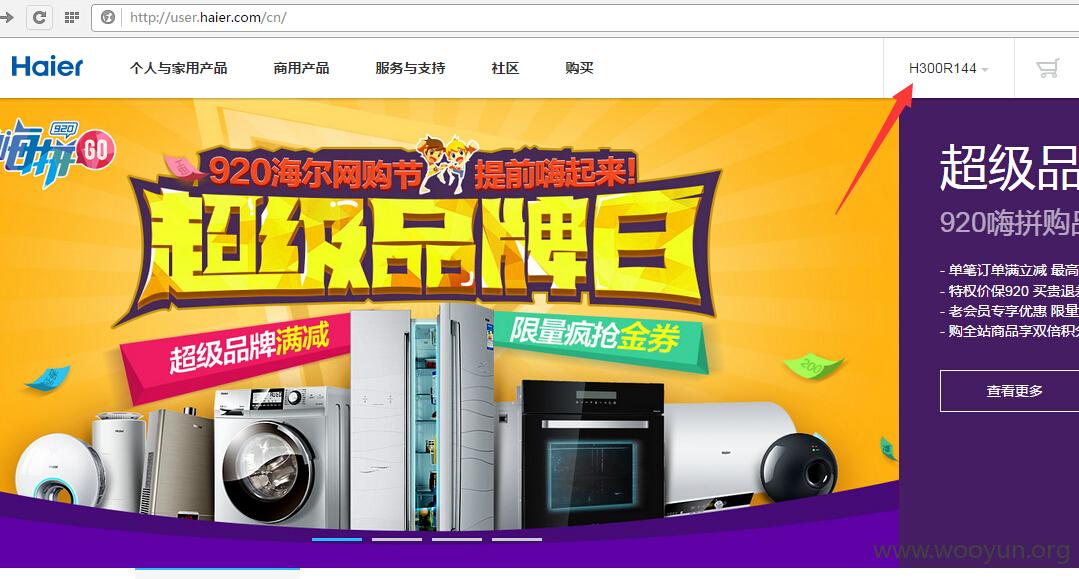 http://user.haier.com/cn/
Haier
个人与家用产品
商用产品
服务与支持
社区
购买
H300R144
920
嗨拼
GO
920海尔网购节
提前嗨起来!
超级品牌日
超级品牌满减
限量疯抢金券
200
超级品
920嗨拼购品
- 单笔订单满立减 最高
- 特权价保920 买贵退差
- 老会员专享优惠 限量
- 购全站商品享双倍积分
查看更多
www.wooyun.org